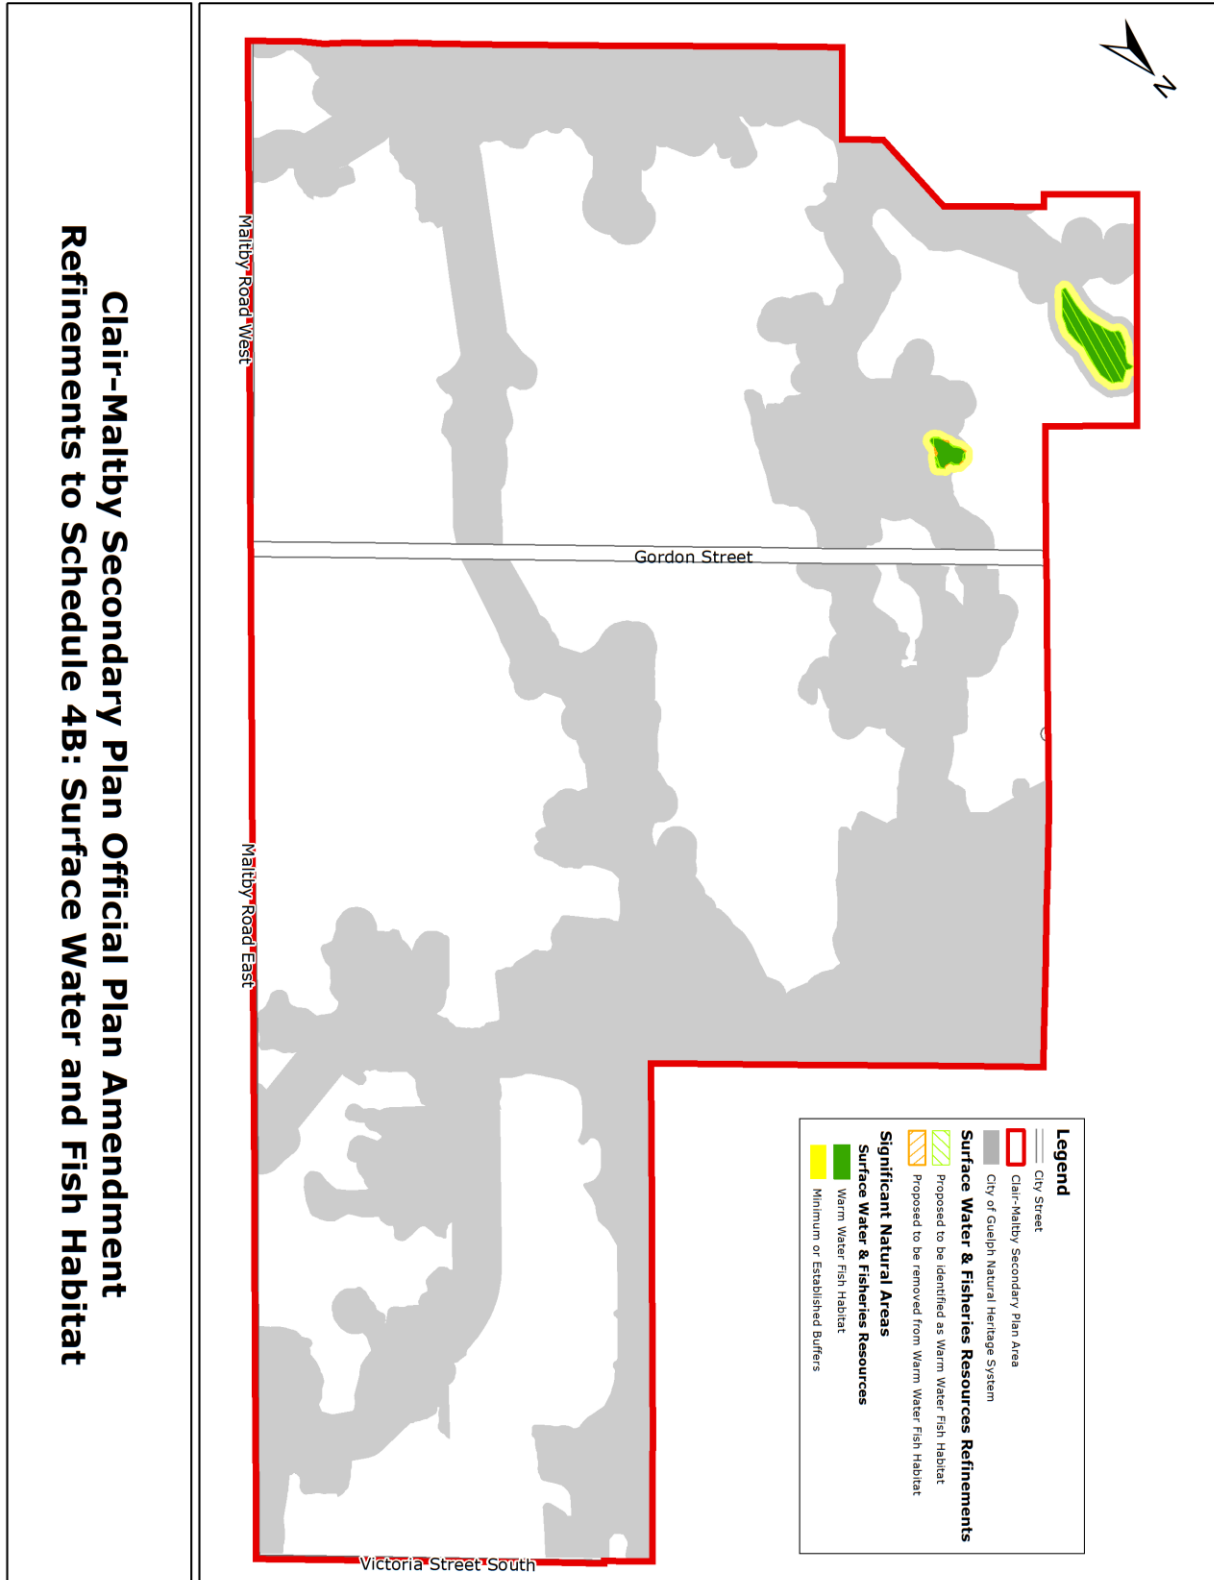 Clair-Maltby Secondary Plan Official Plan Amendment
Refinements to Schedule 4B: Surface Water and Fish Habitat
N
Maltby Road West
Gordon Street
Maltby Road East
Victoria Street South
Legend
City Street
Clair-Maltby Secondary Plan Area
City of Guelph Natural Heritage System
Surface Water & Fisheries Resources Refinements
Proposed to be identified as Warm Water Fish Habitat
Proposed to be removed from Warm Water Fish Habitat
Significant Natural Areas
Surface Water & Fisheries Resources
Warm Water Fish Habitat
Minimum or Established Buffers